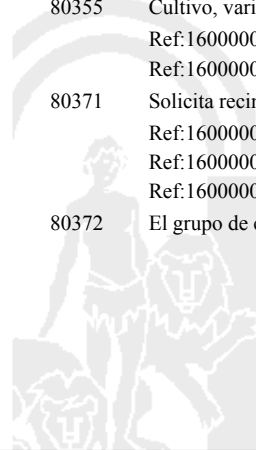 80355 Cultivo, vari
Ref:1600000
Ref:1600000
80371 Solicita recin
Ref:1600000
Ref:1600000
Ref:1600000
80372 El grupo de